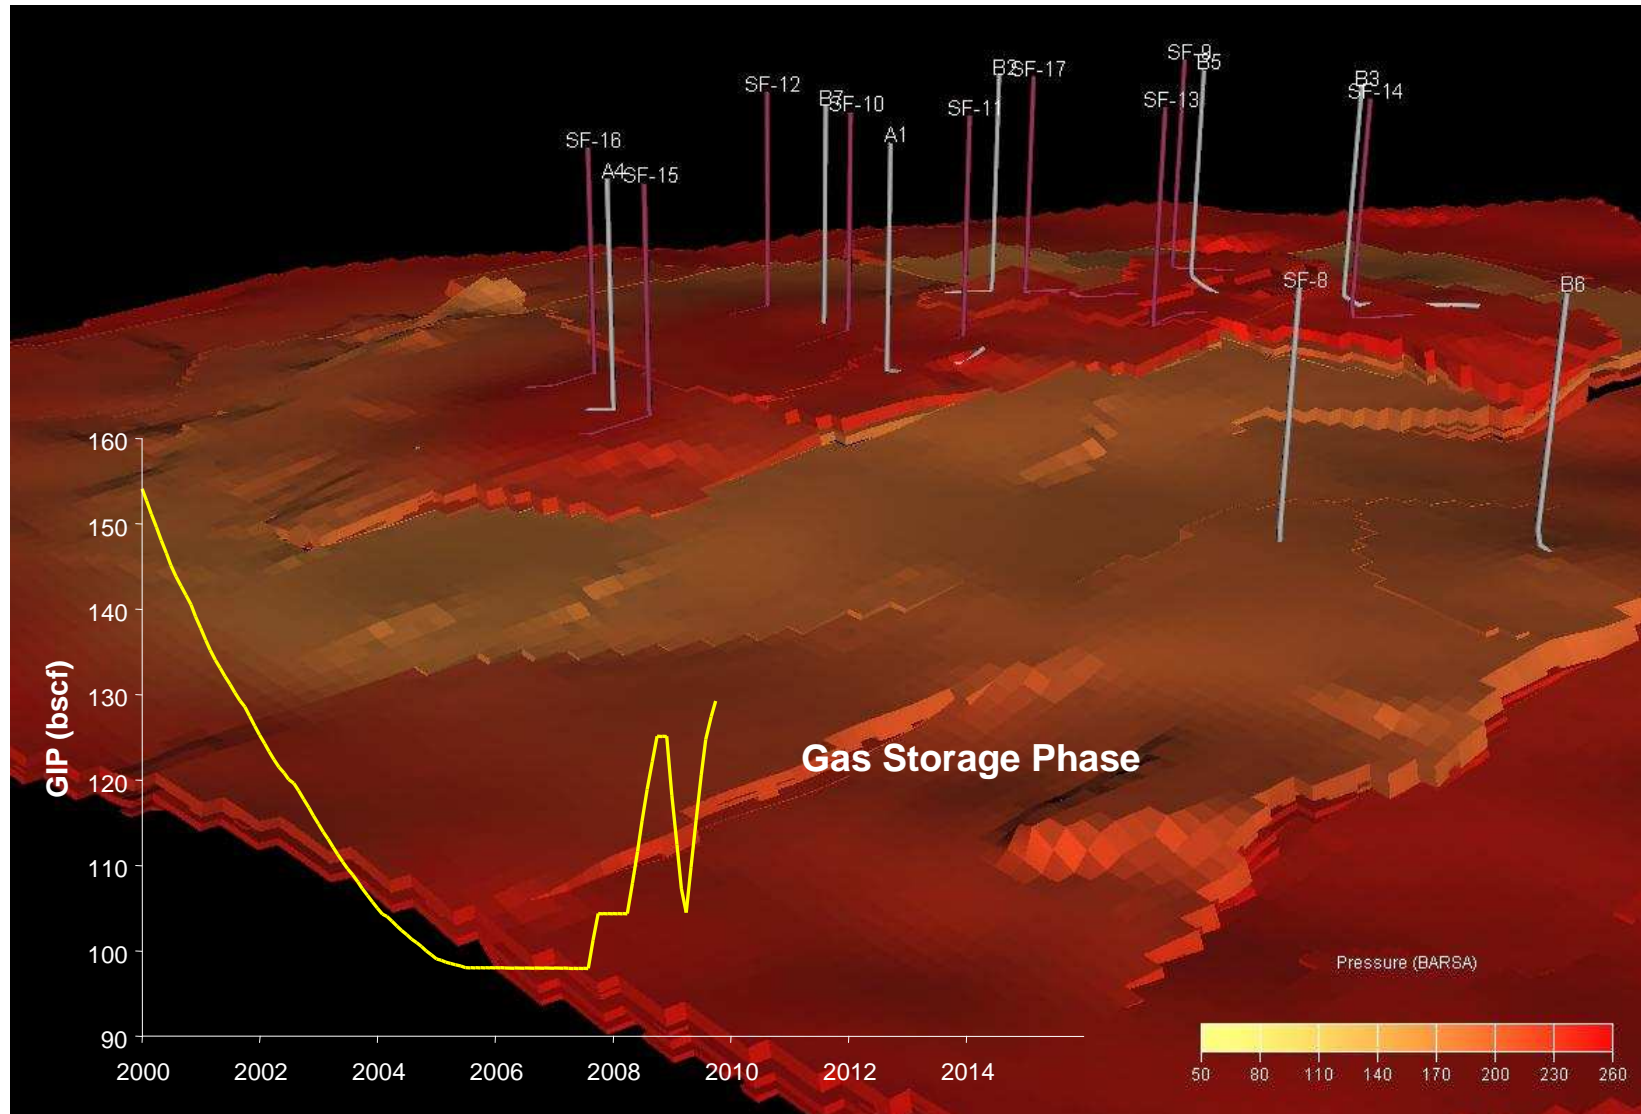 SF-9
B5
B2
SF-17
B3
SF-14
SF-12
B7
SF-10
SF-11
SF-13
A1
SF-16
A4
SF-15
SF-8
B6
160
150
140
130
120
110
100
90
GIP (bscf)
Gas Storage Phase
2000 2002 2004 2006 2008 2010 2012 2014
Pressure (BARSA)
50 80 110 140 170 200 230 260